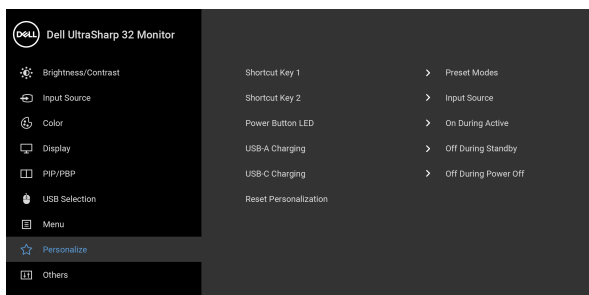 DELL Dell UltraSharp 32 Monitor
Brightness/Contrast
Input Source
Color
Display
PIP/PBP
USB Selection
Menu
Personalize
Others
Shortcut Key 1 > Preset Modes
Shortcut Key 2 > Input Source
Power Button LED > On During Active
USB-A Charging > Off During Standby
USB-C Charging > Off During Power Off
Reset Personalization